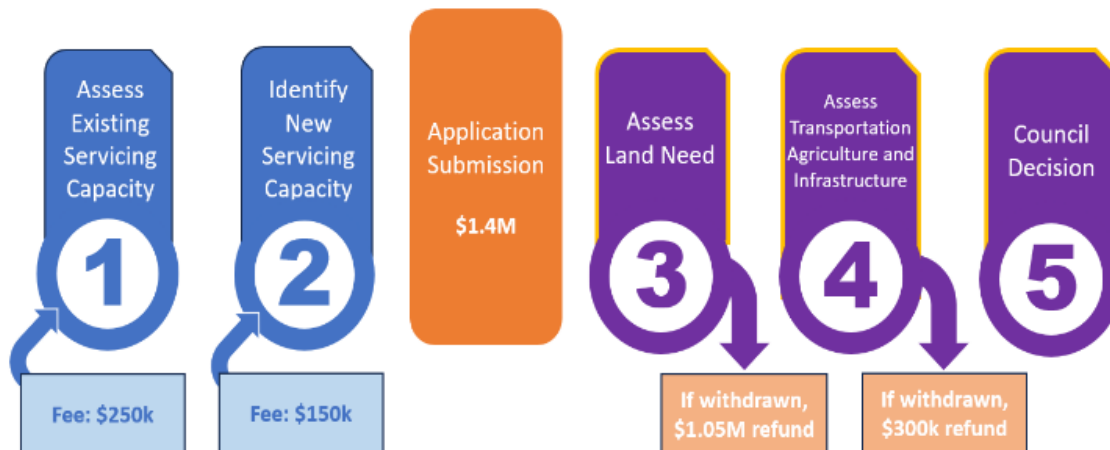 Assess
Existing
Servicing
Capacity
1
Fee: $250k
Identify
New
Servicing
Capacity
2
Fee: $150k
Application
Submission
$1.4M
Assess
Land Need
3
If withdrawn,
$1.05M refund
Assess
Transportation
Agriculture and
Infrastructure
4
If withdrawn,
$300k refund
Council
Decision
5